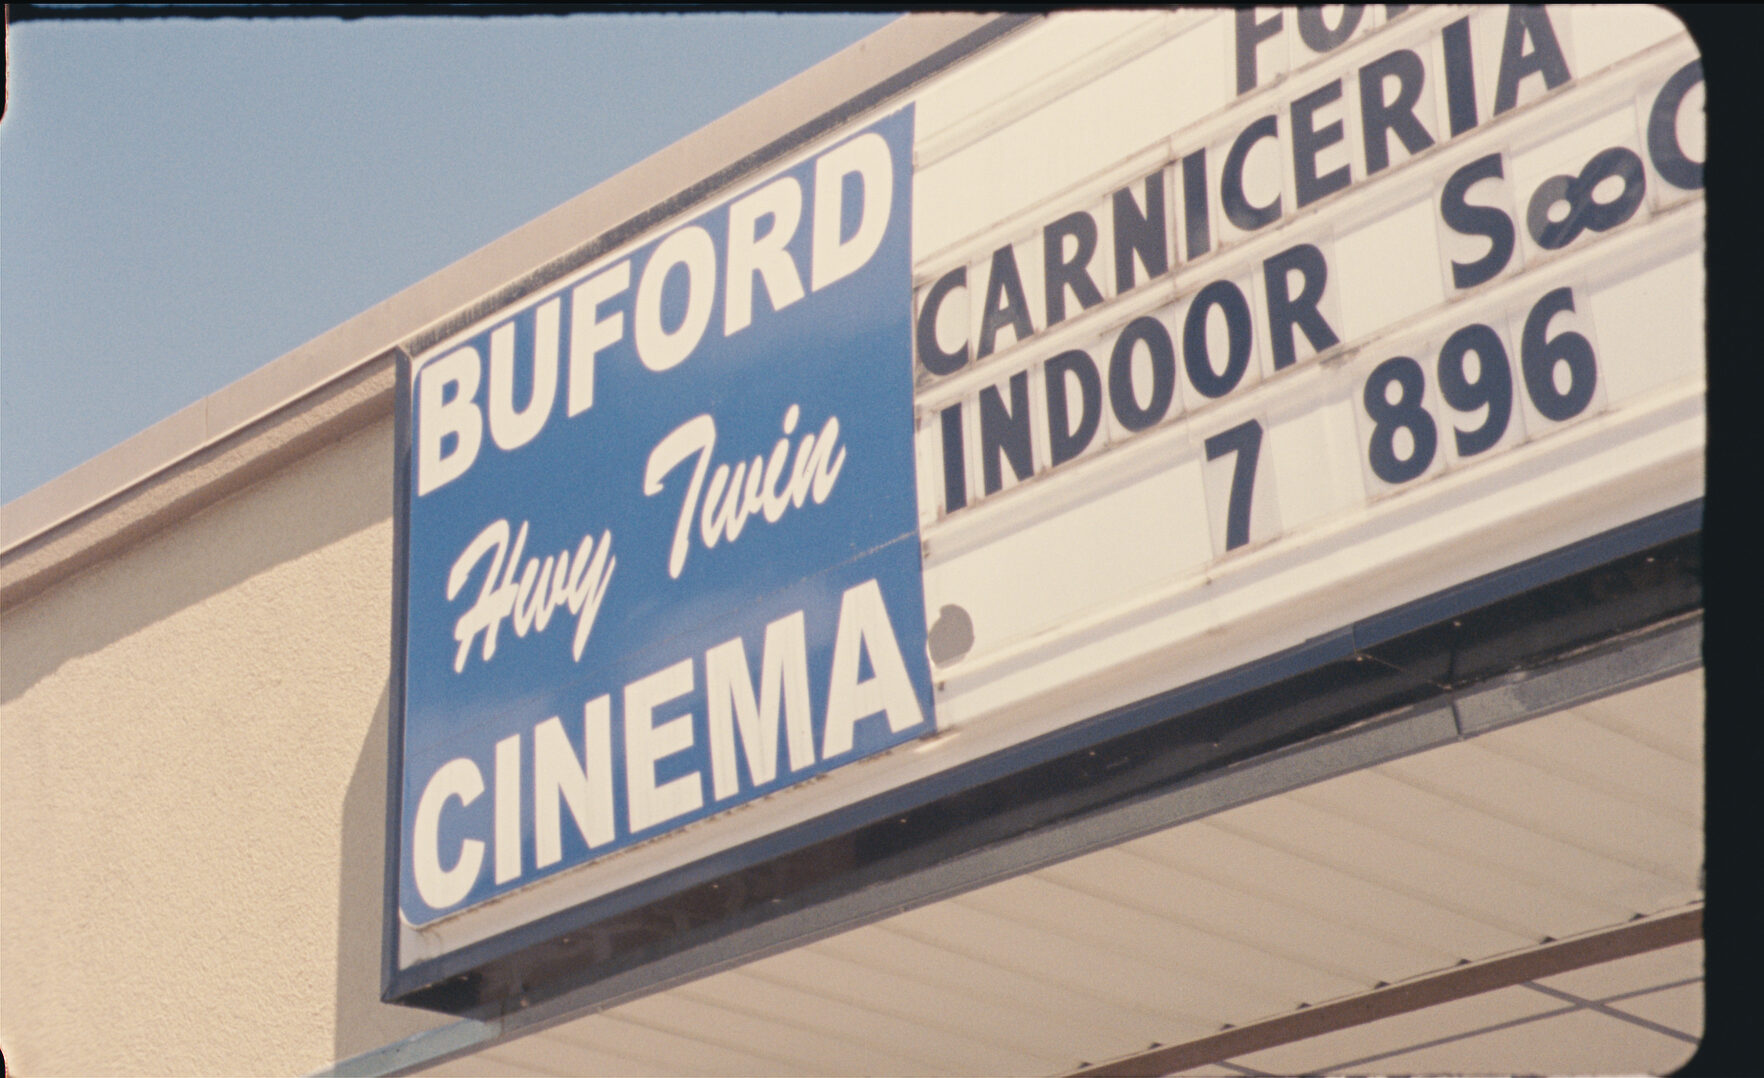 BUFORD
Hwy Twin
CINEMA
CARNICERIA
INDOOR
7 896